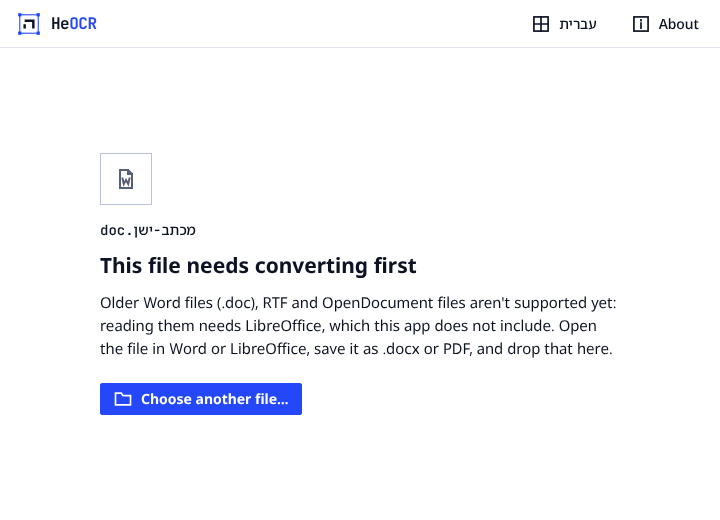 HeOCR
עברית
About
מכתב-ישן.doc
This file needs converting first
Older Word files (.doc), RTF and OpenDocument files aren't supported yet:
reading them needs LibreOffice, which this app does not include. Open
the file in Word or LibreOffice, save it as .docx or PDF, and drop that here.
Choose another file...